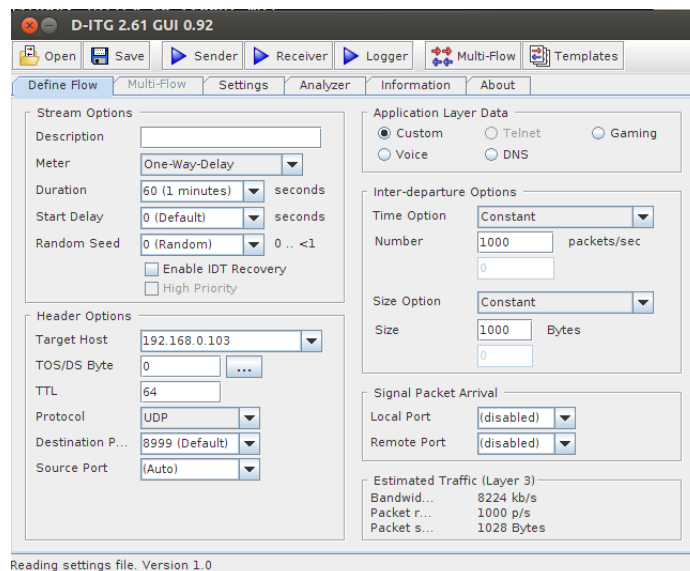 D-ITG 2.61 GUI 0.92
Open Save Sender Receiver Logger Multi-Flow Templates
Define Flow Multi-Flow Settings Analyzer Information About
Stream Options
Description
Meter One-Way-Delay
Duration 60 (1 minutes) seconds
Start Delay 0 (Default) seconds
Random Seed 0 (Random) 0 .. <1
Enable IDT Recovery
High Priority
Header Options
Target Host 192.168.0.103
TOS/DS Byte 0 ...
TTL 64
Protocol UDP
Destination P... 8999 (Default)
Source Port (Auto)
Application Layer Data
Custom Telnet Gaming
Voice DNS
Inter-departure Options
Time Option Constant
Number 1000 packets/sec
0
Size Option Constant
Size 1000 Bytes
0
Signal Packet Arrival
Local Port (disabled)
Remote Port (disabled)
Estimated Traffic (Layer 3)
Bandwid... 8224 kb/s
Packet r... 1000 p/s
Packet s... 1028 Bytes
Reading settings file. Version 1.0